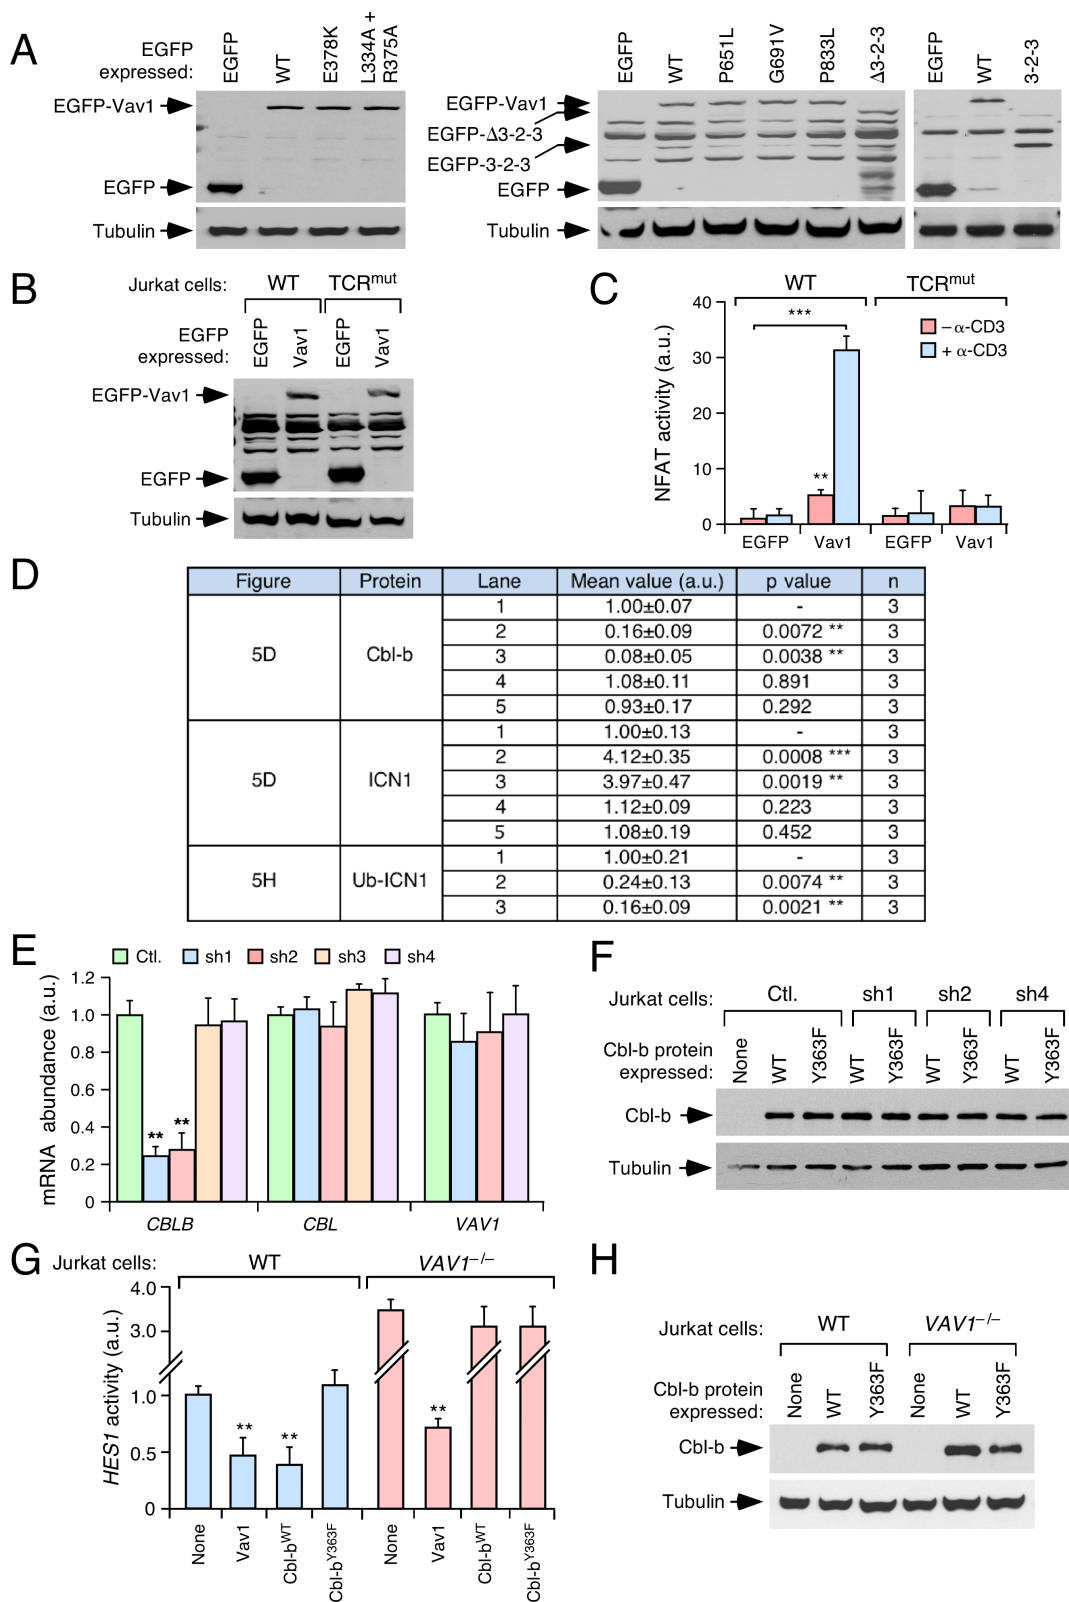 A
EGFP expressed:
EGFP
WT
E378K
L334A + R375A
EGFP-Vav1
EGFP
Tubulin
EGFP
WT
P651L
G691V
P833L
Δ3-2-3
EGFP
WT
3-2-3
EGFP-Vav1
EGFP-Δ3-2-3
EGFP-3-2-3
EGFP
Tubulin
B
Jurkat cells:
WT
TCRmut
EGFP expressed:
EGFP
Vav1
EGFP
Vav1
EGFP-Vav1
EGFP
Tubulin
C
WT
TCRmut
NFAT activity (a.u.)
40
30
20
10
0
***
**
– α-CD3
+ α-CD3
EGFP
Vav1
EGFP
Vav1
D
Figure Protein Lane Mean value (a.u.) p value n
5D Cbl-b 1 1.00±0.07 - 3
2 0.16±0.09 0.0072 ** 3
3 0.08±0.05 0.0038 ** 3
4 1.08±0.11 0.891 3
5 0.93±0.17 0.292 3
5D ICN1 1 1.00±0.13 - 3
2 4.12±0.35 0.0008 *** 3
3 3.97±0.47 0.0019 ** 3
4 1.12±0.09 0.223 3
5 1.08±0.19 0.452 3
5H Ub-ICN1 1 1.00±0.21 - 3
2 0.24±0.13 0.0074 ** 3
3 0.16±0.09 0.0021 ** 3
E
Ctl. sh1 sh2 sh3 sh4
mRNA abundance (a.u.)
1.2
1.0
0.8
0.6
0.4
0.2
0
**
**
CBLB
CBL
VAV1
F
Jurkat cells:
Ctl.
sh1
sh2
sh4
Cbl-b protein
expressed:
None
WT
Y363F
WT
Y363F
WT
Y363F
WT
Y363F
Cbl-b
Tubulin
G
Jurkat cells:
WT
VAV1–/–
HES1 activity (a.u.)
4.0
3.0
1.0
0.5
0
**
**
**
None
Vav1
Cbl-bWT
Cbl-bY363F
None
Vav1
Cbl-bWT
Cbl-bY363F
H
Jurkat cells:
WT
VAV1–/–
Cbl-b protein
expressed:
None
WT
Y363F
None
WT
Y363F
Cbl-b
Tubulin